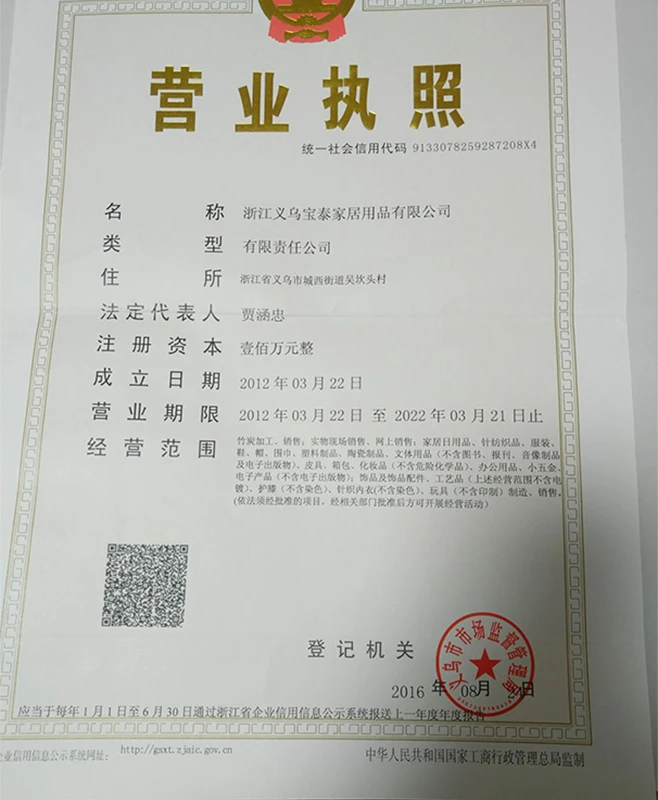 营业执照
统一社会信用代码 9133078259287208X4
名称 浙江义乌宝泰家居用品有限公司
类型 有限责任公司
住所 浙江省义乌市城西街道吴坎头村
法定代表人 贾涵忠
注册资本 壹佰万元整
成立日期 2012年03月22日
营业期限 2012年03月22日至2022年03月21日止
经营范围 竹炭加工、销售;实物现场销售、网上销售:家居日用品、针纺织品、服装、
鞋、帽、围巾、塑料制品、陶瓷制品、文体用品(不含图书、报刊、音像制品
及电子出版物)、皮具、箱包、化妆品(不含危险化学品)、办公用品、小五金、
电子产品(不含电子出版物)、饰品及饰品配件、工艺品(上述经营范围不含电
镀)、护膝(不含染色)、针织内衣(不含染色)、玩具(不含印制)制造、销售。
(依法须经批准的项目,经相关部门批准后方可开展经营活动)
登记机关
义乌市市场监督管理局
2016年08月2日
应当于每年1月1日至6月30日通过浙江省企业信用信息公示系统报送上一年度年度报告
企业信用信息公示系统网址: http://gsxt.zjaic.gov.cn
中华人民共和国国家工商行政管理总局监制